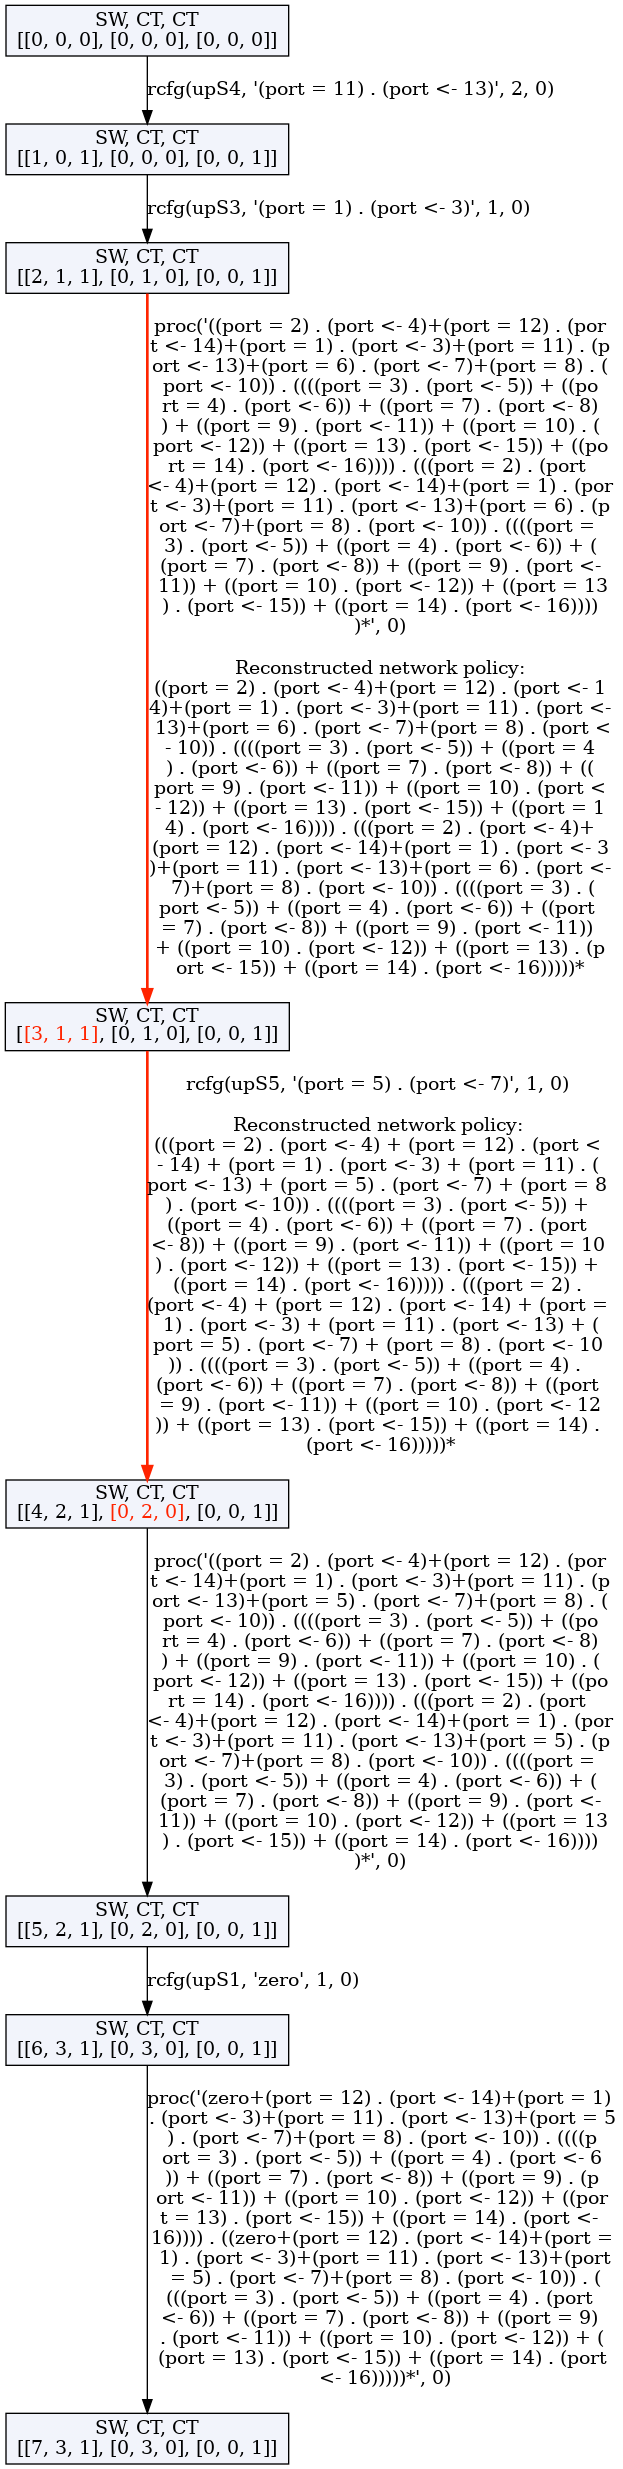 SW, CT, CT
[[0, 0, 0], [0, 0, 0], [0, 0, 0]]
rcfg(upS4, '(port = 11) . (port <- 13)', 2, 0)
SW, CT, CT
[[1, 0, 1], [0, 0, 0], [0, 0, 1]]
rcfg(upS3, '(port = 1) . (port <- 3)', 1, 0)
SW, CT, CT
[[2, 1, 1], [0, 1, 0], [0, 0, 1]]
proc('((port = 2) . (port <- 4)+(port = 12) . (por
t <- 14)+(port = 1) . (port <- 3)+(port = 11) . (p
ort <- 13)+(port = 6) . (port <- 7)+(port = 8) . (
port <- 10)) . ((((port = 3) . (port <- 5)) + ((po
rt = 4) . (port <- 6)) + ((port = 7) . (port <- 8)
) + ((port = 9) . (port <- 11)) + ((port = 10) . (
port <- 12)) + ((port = 13) . (port <- 15)) + ((po
rt = 14) . (port <- 16)))) . (((port = 2) . (port
<- 4)+(port = 12) . (port <- 14)+(port = 1) . (por
t <- 3)+(port = 11) . (port <- 13)+(port = 6) . (p
ort <- 7)+(port = 8) . (port <- 10)) . ((((port =
3) . (port <- 5)) + ((port = 4) . (port <- 6)) + (
(port = 7) . (port <- 8)) + ((port = 9) . (port <-
11)) + ((port = 10) . (port <- 12)) + ((port = 13
) . (port <- 15)) + ((port = 14) . (port <- 16))))
)*', 0)
Reconstructed network policy:
((port = 2) . (port <- 4)+(port = 12) . (port <- 1
4)+(port = 1) . (port <- 3)+(port = 11) . (port <-
13)+(port = 6) . (port <- 7)+(port = 8) . (port <
- 10)) . ((((port = 3) . (port <- 5)) + ((port = 4
) . (port <- 6)) + ((port = 7) . (port <- 8)) + ((
port = 9) . (port <- 11)) + ((port = 10) . (port <
- 12)) + ((port = 13) . (port <- 15)) + ((port = 1
4) . (port <- 16)))) . (((port = 2) . (port <- 4)+
(port = 12) . (port <- 14)+(port = 1) . (port <- 3
)+(port = 11) . (port <- 13)+(port = 6) . (port <-
7)+(port = 8) . (port <- 10)) . ((((port = 3) . (
port <- 5)) + ((port = 4) . (port <- 6)) + ((port
= 7) . (port <- 8)) + ((port = 9) . (port <- 11))
+ ((port = 10) . (port <- 12)) + ((port = 13) . (p
ort <- 15)) + ((port = 14) . (port <- 16)))))*
SW, CT, CT
[[3, 1, 1], [0, 1, 0], [0, 0, 1]]
rcfg(upS5, '(port = 5) . (port <- 7)', 1, 0)
Reconstructed network policy:
(((port = 2) . (port <- 4) + (port = 12) . (port <
- 14) + (port = 1) . (port <- 3) + (port = 11) . (
port <- 13) + (port = 5) . (port <- 7) + (port = 8
) . (port <- 10)) . ((((port = 3) . (port <- 5)) +
((port = 4) . (port <- 6)) + ((port = 7) . (port
<- 8)) + ((port = 9) . (port <- 11)) + ((port = 10
) . (port <- 12)) + ((port = 13) . (port <- 15)) +
((port = 14) . (port <- 16))))) . (((port = 2) .
(port <- 4) + (port = 12) . (port <- 14) + (port =
1) . (port <- 3) + (port = 11) . (port <- 13) + (
port = 5) . (port <- 7) + (port = 8) . (port <- 10
)) . ((((port = 3) . (port <- 5)) + ((port = 4) .
(port <- 6)) + ((port = 7) . (port <- 8)) + ((port
= 9) . (port <- 11)) + ((port = 10) . (port <- 12
)) + ((port = 13) . (port <- 15)) + ((port = 14) .
(port <- 16)))))*
SW, CT, CT
[[4, 2, 1], [0, 2, 0], [0, 0, 1]]
proc('((port = 2) . (port <- 4)+(port = 12) . (por
t <- 14)+(port = 1) . (port <- 3)+(port = 11) . (p
ort <- 13)+(port = 5) . (port <- 7)+(port = 8) . (
port <- 10)) . ((((port = 3) . (port <- 5)) + ((po
rt = 4) . (port <- 6)) + ((port = 7) . (port <- 8)
) + ((port = 9) . (port <- 11)) + ((port = 10) . (
port <- 12)) + ((port = 13) . (port <- 15)) + ((po
rt = 14) . (port <- 16)))) . (((port = 2) . (port
<- 4)+(port = 12) . (port <- 14)+(port = 1) . (por
t <- 3)+(port = 11) . (port <- 13)+(port = 5) . (p
ort <- 7)+(port = 8) . (port <- 10)) . ((((port =
3) . (port <- 5)) + ((port = 4) . (port <- 6)) + (
(port = 7) . (port <- 8)) + ((port = 9) . (port <-
11)) + ((port = 10) . (port <- 12)) + ((port = 13
) . (port <- 15)) + ((port = 14) . (port <- 16))))
)*', 0)
SW, CT, CT
[[5, 2, 1], [0, 2, 0], [0, 0, 1]]
rcfg(upS1, 'zero', 1, 0)
SW, CT, CT
[[6, 3, 1], [0, 3, 0], [0, 0, 1]]
proc('(zero+(port = 12) . (port <- 14)+(port = 1)
. (port <- 3)+(port = 11) . (port <- 13)+(port = 5
) . (port <- 7)+(port = 8) . (port <- 10)) . ((((p
ort = 3) . (port <- 5)) + ((port = 4) . (port <- 6
)) + ((port = 7) . (port <- 8)) + ((port = 9) . (p
ort <- 11)) + ((port = 10) . (port <- 12)) + ((por
t = 13) . (port <- 15)) + ((port = 14) . (port <-
16)))) . ((zero+(port = 12) . (port <- 14)+(port =
1) . (port <- 3)+(port = 11) . (port <- 13)+(port
= 5) . (port <- 7)+(port = 8) . (port <- 10)) . (
(((port = 3) . (port <- 5)) + ((port = 4) . (port
<- 6)) + ((port = 7) . (port <- 8)) + ((port = 9)
. (port <- 11)) + ((port = 10) . (port <- 12)) + (
(port = 13) . (port <- 15)) + ((port = 14) . (port
<- 16)))))*', 0)
SW, CT, CT
[[7, 3, 1], [0, 3, 0], [0, 0, 1]]